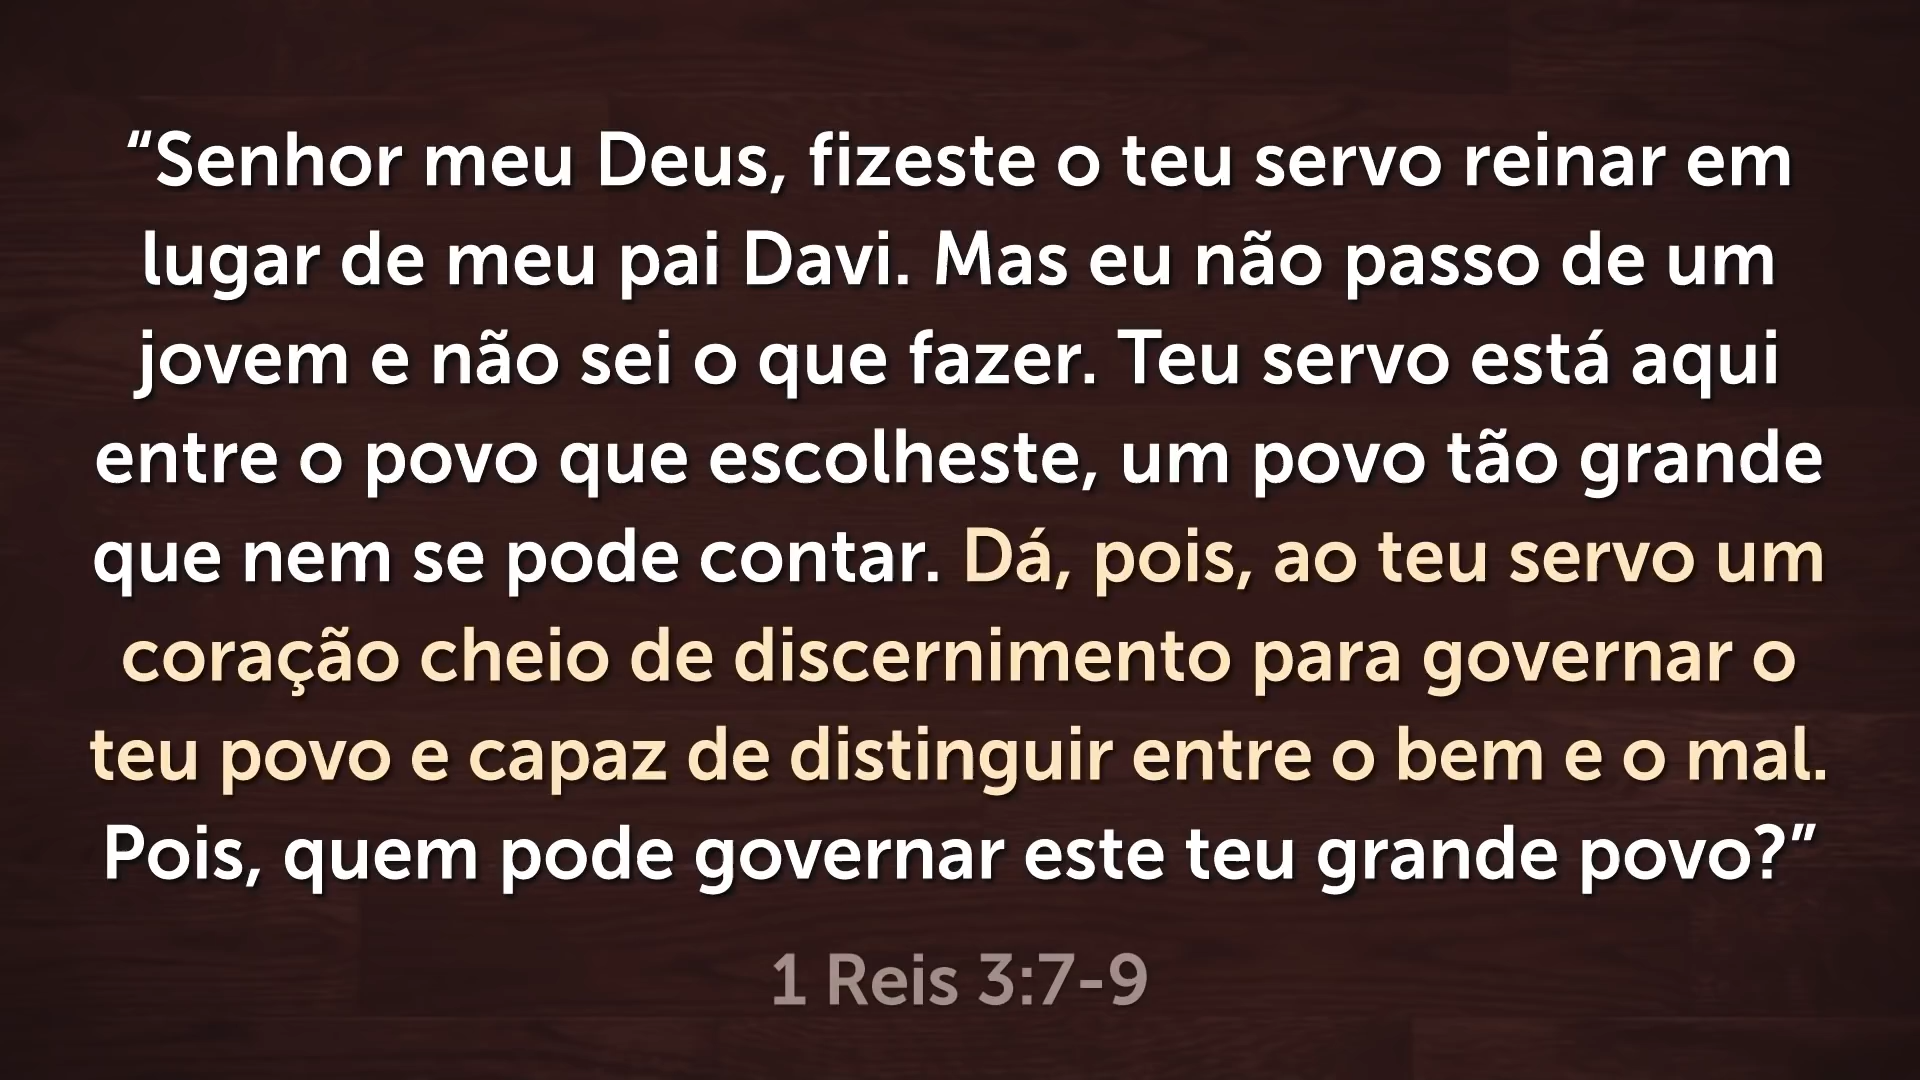 “Senhor meu Deus, fizeste o teu servo reinar em
lugar de meu pai Davi. Mas eu não passo de um
jovem e não sei o que fazer. Teu servo está aqui
entre o povo que escolheste, um povo tão grande
que nem se pode contar. Dá, pois, ao teu servo um
coração cheio de discernimento para governar o
teu povo e capaz de distinguir entre o bem e o mal.
Pois, quem pode governar este teu grande povo?”
1 Reis 3:7-9